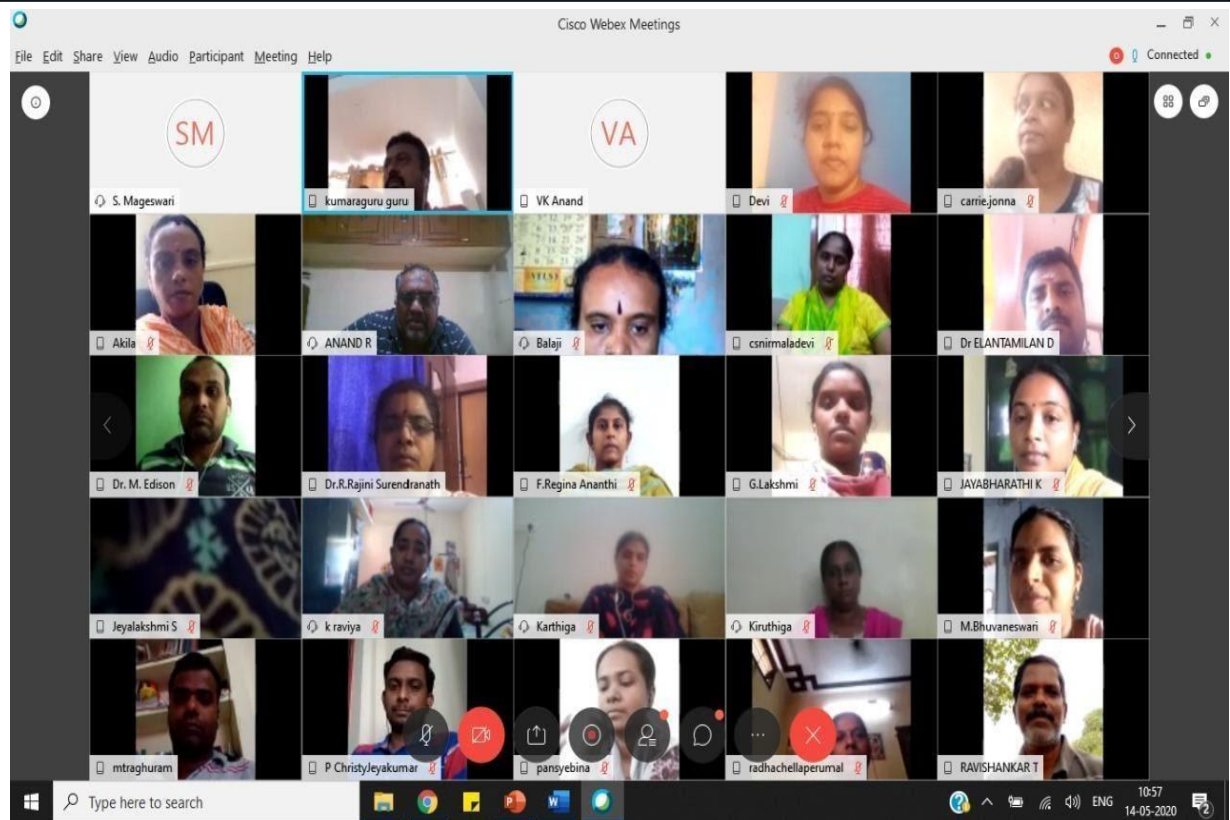 Cisco Webex Meetings
File Edit Share View Audio Participant Meeting Help
Connected
SM
VA
S. Mageswari
kumaraguru guru
VK Anand
Devi
carrie.jonna
Akila
ANAND R
Balaji
csnirmaladevi
Dr ELANTAMILAN D
Dr. M. Edison
Dr.R.Rajini Surendranath
F.Regina Ananthi
G.Lakshmi
JAYABHARATHI K
Jeyalakshmi S
k raviya
Karthiga
Kiruthiga
M.Bhuvaneswari
mtraghuram
P ChristyJeyakumar
pansyebina
radhachellaperumal
RAVISHANKAR T
Type here to search
ENG
10:57
14-05-2020
2